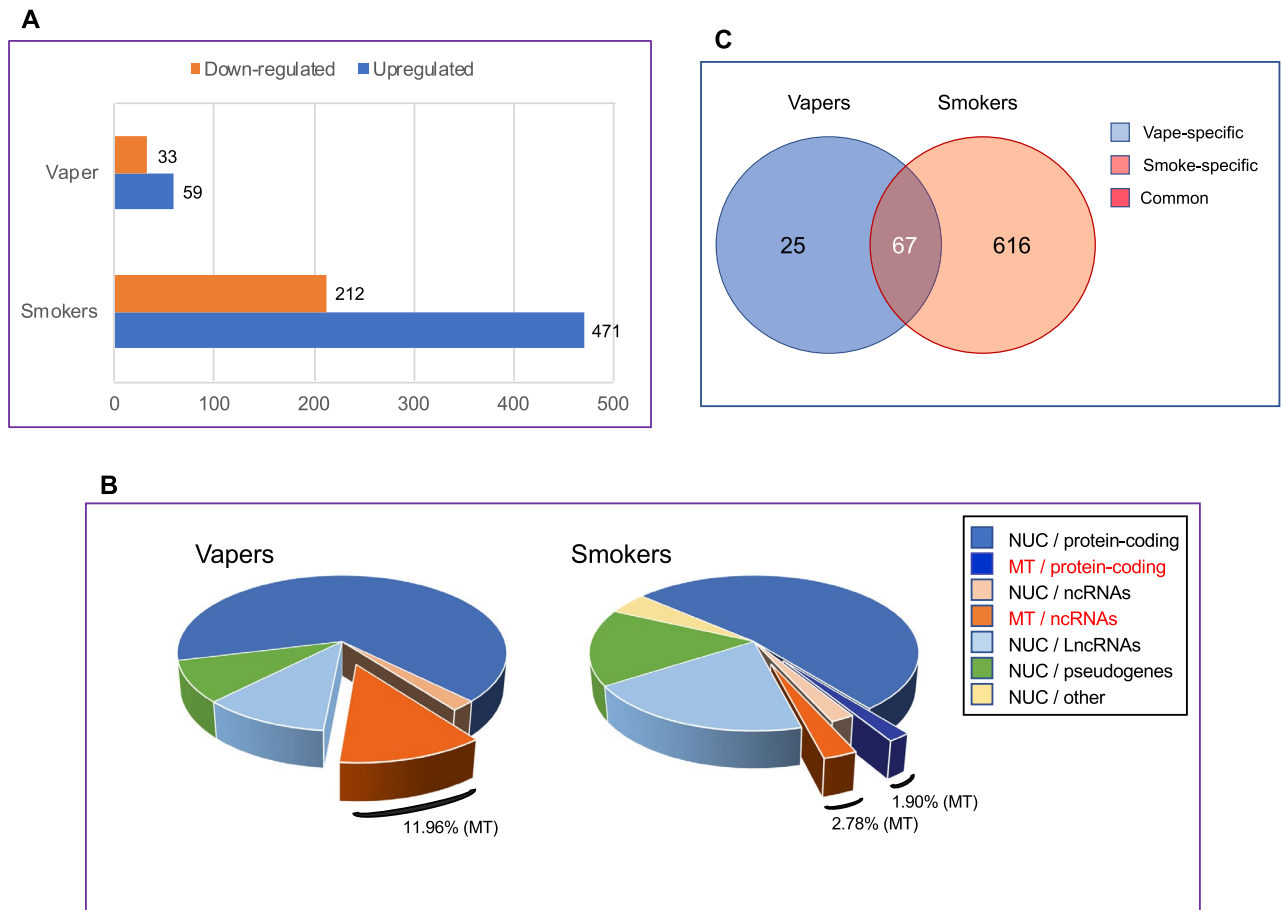 A
Down-regulated Upregulated
Vaper
33
59
Smokers
212
471
0 100 200 300 400 500
C
Vapers Smokers
25 67 616
Vape-specific
Smoke-specific
Common
B
Vapers
Smokers
11.96% (MT)
2.78% (MT)
1.90% (MT)
NUC / protein-coding
MT / protein-coding
NUC / ncRNAs
MT / ncRNAs
NUC / LncRNAs
NUC / pseudogenes
NUC / other